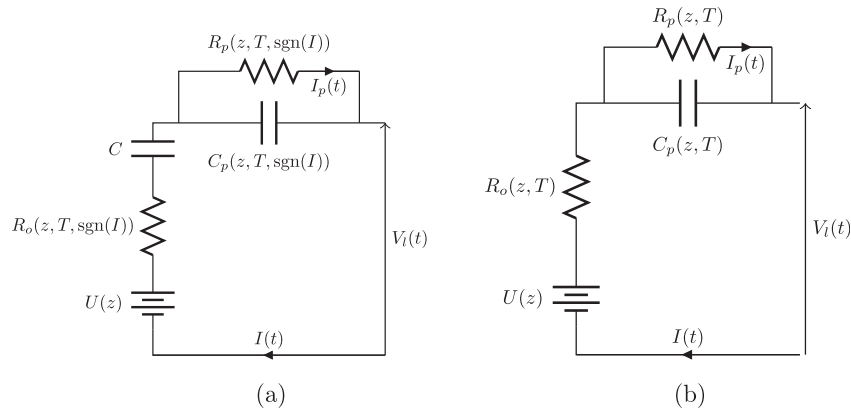 R_p(z, T, sgn(I))
I_p(t)
C
C_p(z, T, sgn(I))
R_o(z, T, sgn(I))
V_l(t)
U(z)
I(t)
(a)
R_p(z, T)
I_p(t)
C_p(z, T)
R_o(z, T)
V_l(t)
U(z)
I(t)
(b)